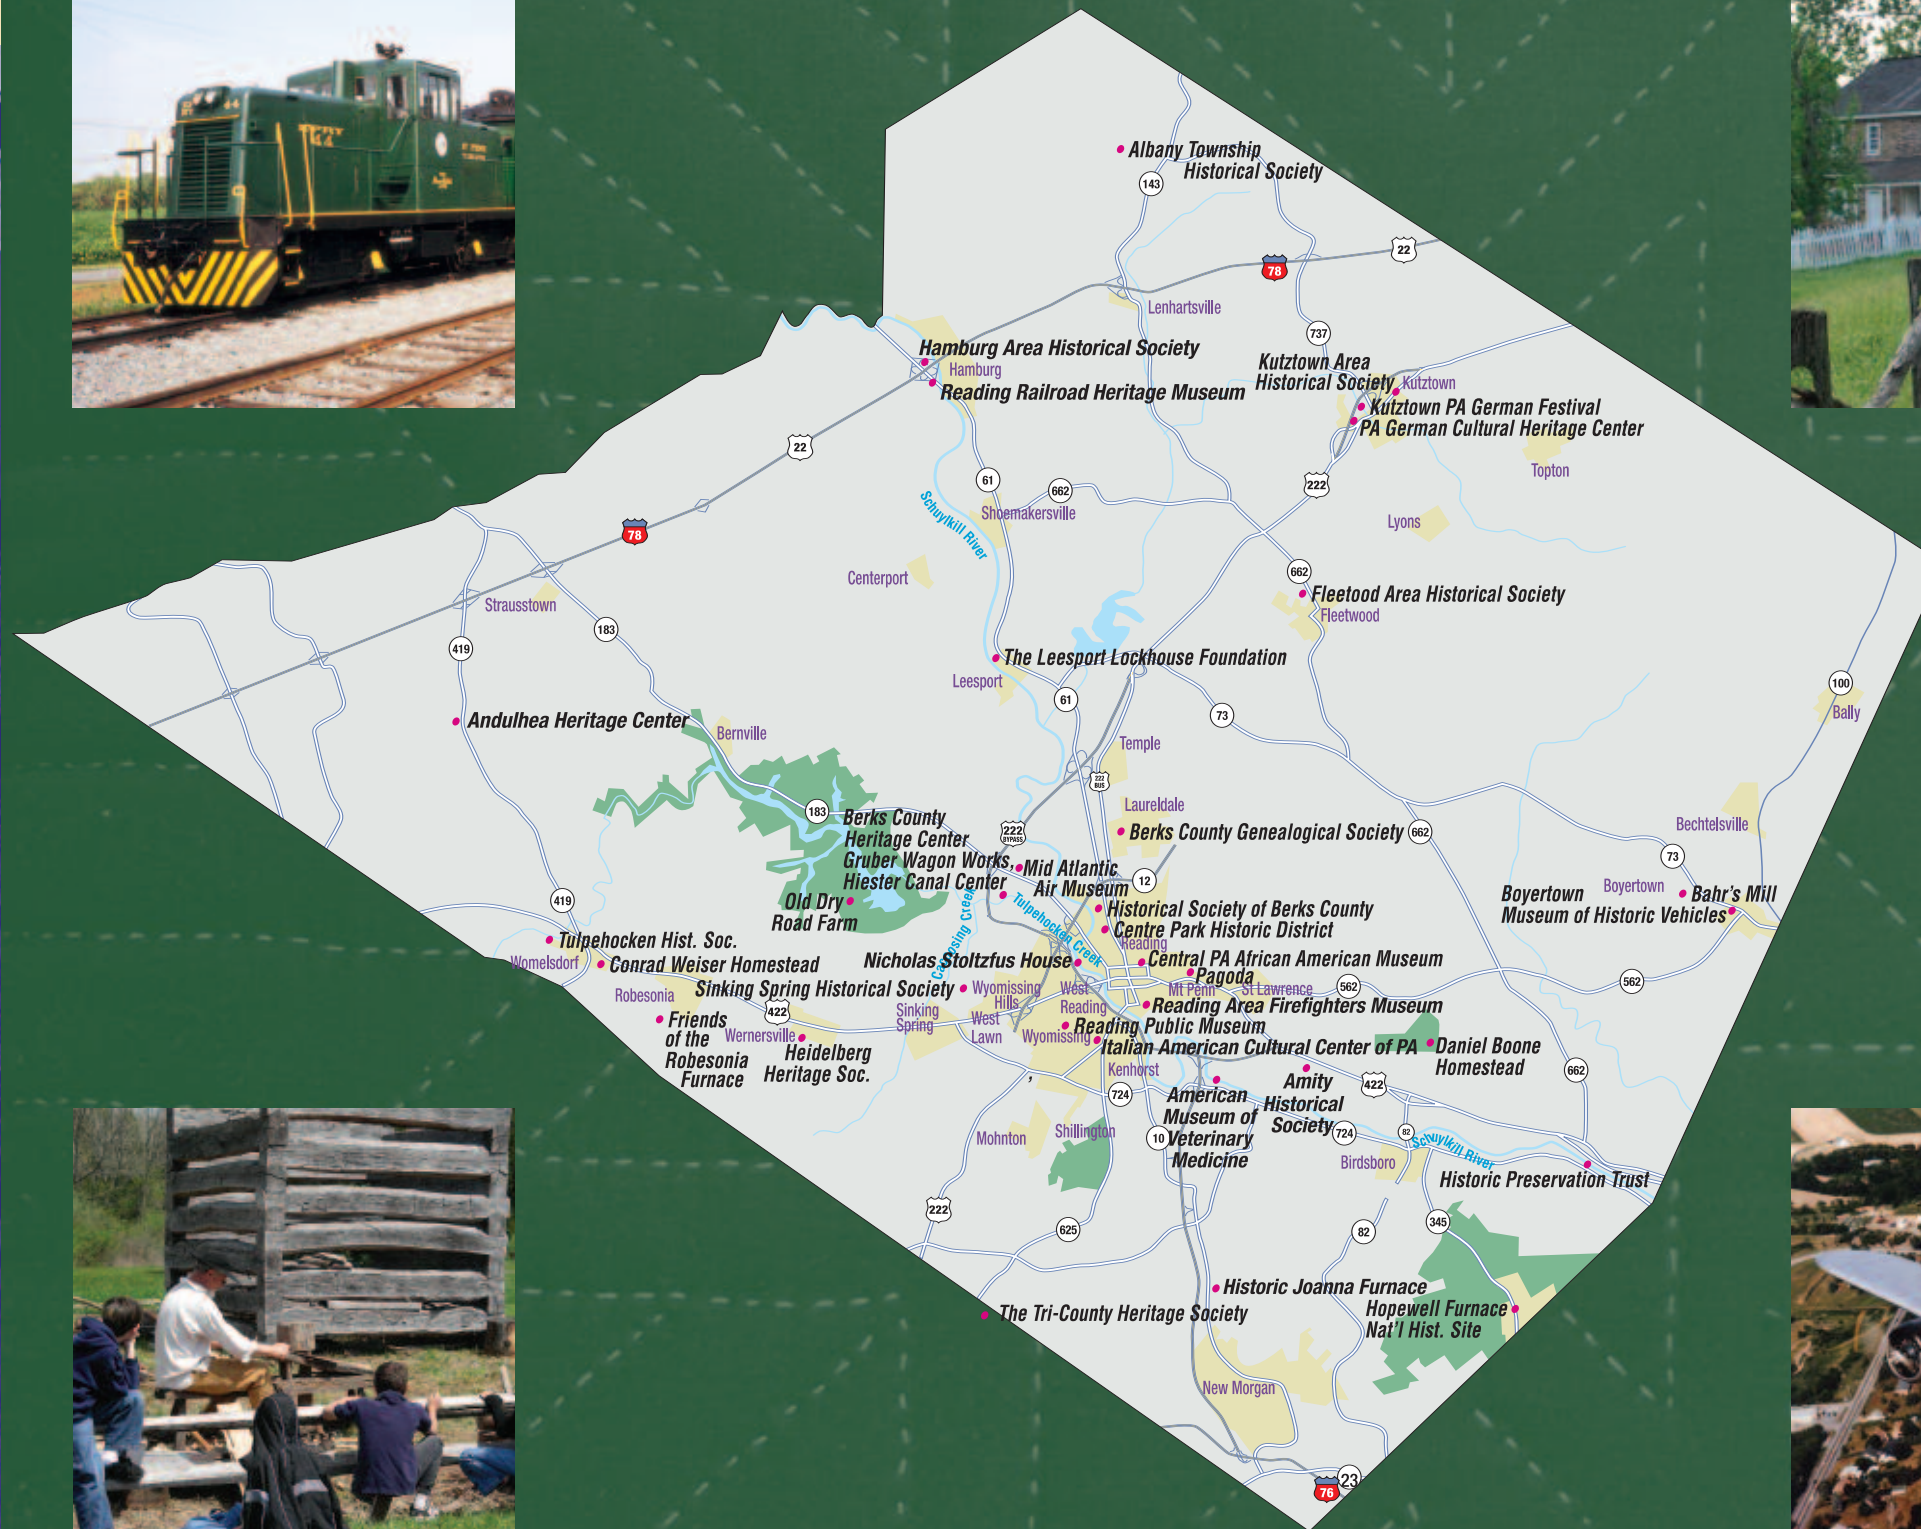 Albany Township
Historical Society
143
22
78
Lenhartsville
737
Hamburg Area Historical Society
Hamburg
Reading Railroad Heritage Museum
Kutztown Area
Historical Society
Kutztown
Kutztown PA German Festival
PA German Cultural Heritage Center
22
Topton
61
662
222
Schuylkill River
Shoemakersville
Lyons
78
Centerport
662
Fleetood Area Historical Society
Fleetwood
Strausstown
183
419
The Leesport Lockhouse Foundation
Leesport
61
73
100
Bally
Andulhea Heritage Center
Bernville
Temple
222
BUS
Laureldale
183
Berks County
Heritage Center
Gruber Wagon Works,
Hiester Canal Center
222
BYPASS
Berks County Genealogical Society
662
Bechtelsville
73
Mid Atlantic
Air Museum
12
Old Dry
Road Farm
Cacoosing Creek
Tulpehocken Creek
Historical Society of Berks County
Centre Park Historic District
Reading
Boyertown
Museum of Historic Vehicles
Boyertown
Bahr's Mill
419
Tulpehocken Hist. Soc.
Womelsdorf
Conrad Weiser Homestead
Nicholas Stoltzfus House
Central PA African American Museum
Pagoda
Sinking Spring Historical Society
Wyomissing
Hills
West
Reading
Mt Penn
St Lawrence
562
562
Robesonia
422
Reading Area Firefighters Museum
Friends
of the
Robesonia
Furnace
Wernersville
Heidelberg
Heritage Soc.
Sinking
Spring
West
Lawn
Wyomissing
Reading Public Museum
Italian American Cultural Center of PA
Daniel Boone
Homestead
Kenhorst
,
724
American
Museum of
Veterinary
Medicine
Amity
Historical
Society
422
662
Mohnton
Shillington
10
724
82
Schuylkill River
Birdsboro
Historic Preservation Trust
222
625
82
345
Historic Joanna Furnace
Hopewell Furnace
Nat'l Hist. Site
The Tri-County Heritage Society
New Morgan
23
76